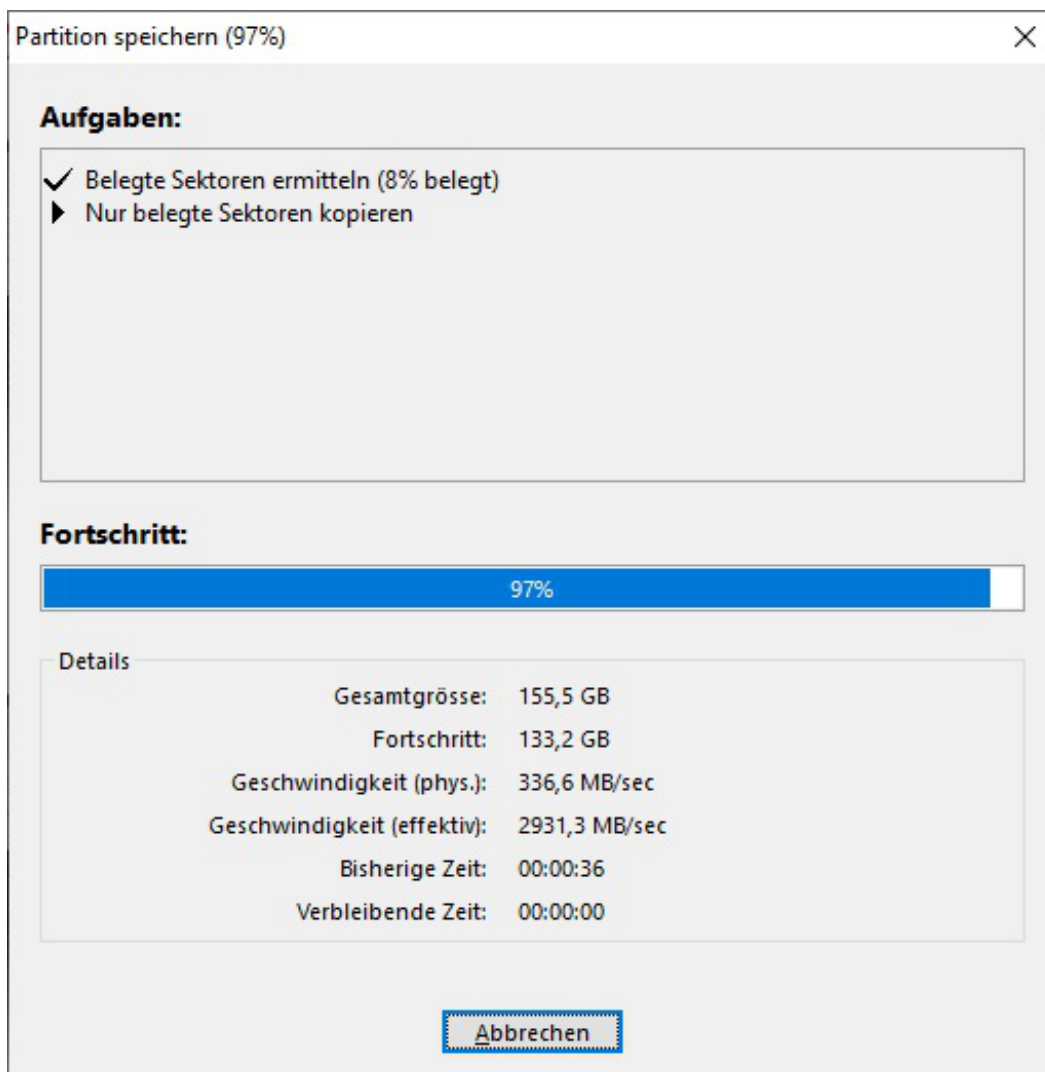 Partition speichern (97%)
Aufgaben:
Belegte Sektoren ermitteln (8% belegt)
Nur belegte Sektoren kopieren
Fortschritt:
97%
Details
Gesamtgrösse: 155,5 GB
Fortschritt: 133,2 GB
Geschwindigkeit (phys.): 336,6 MB/sec
Geschwindigkeit (effektiv): 2931,3 MB/sec
Bisherige Zeit: 00:00:36
Verbleibende Zeit: 00:00:00
Abbrechen